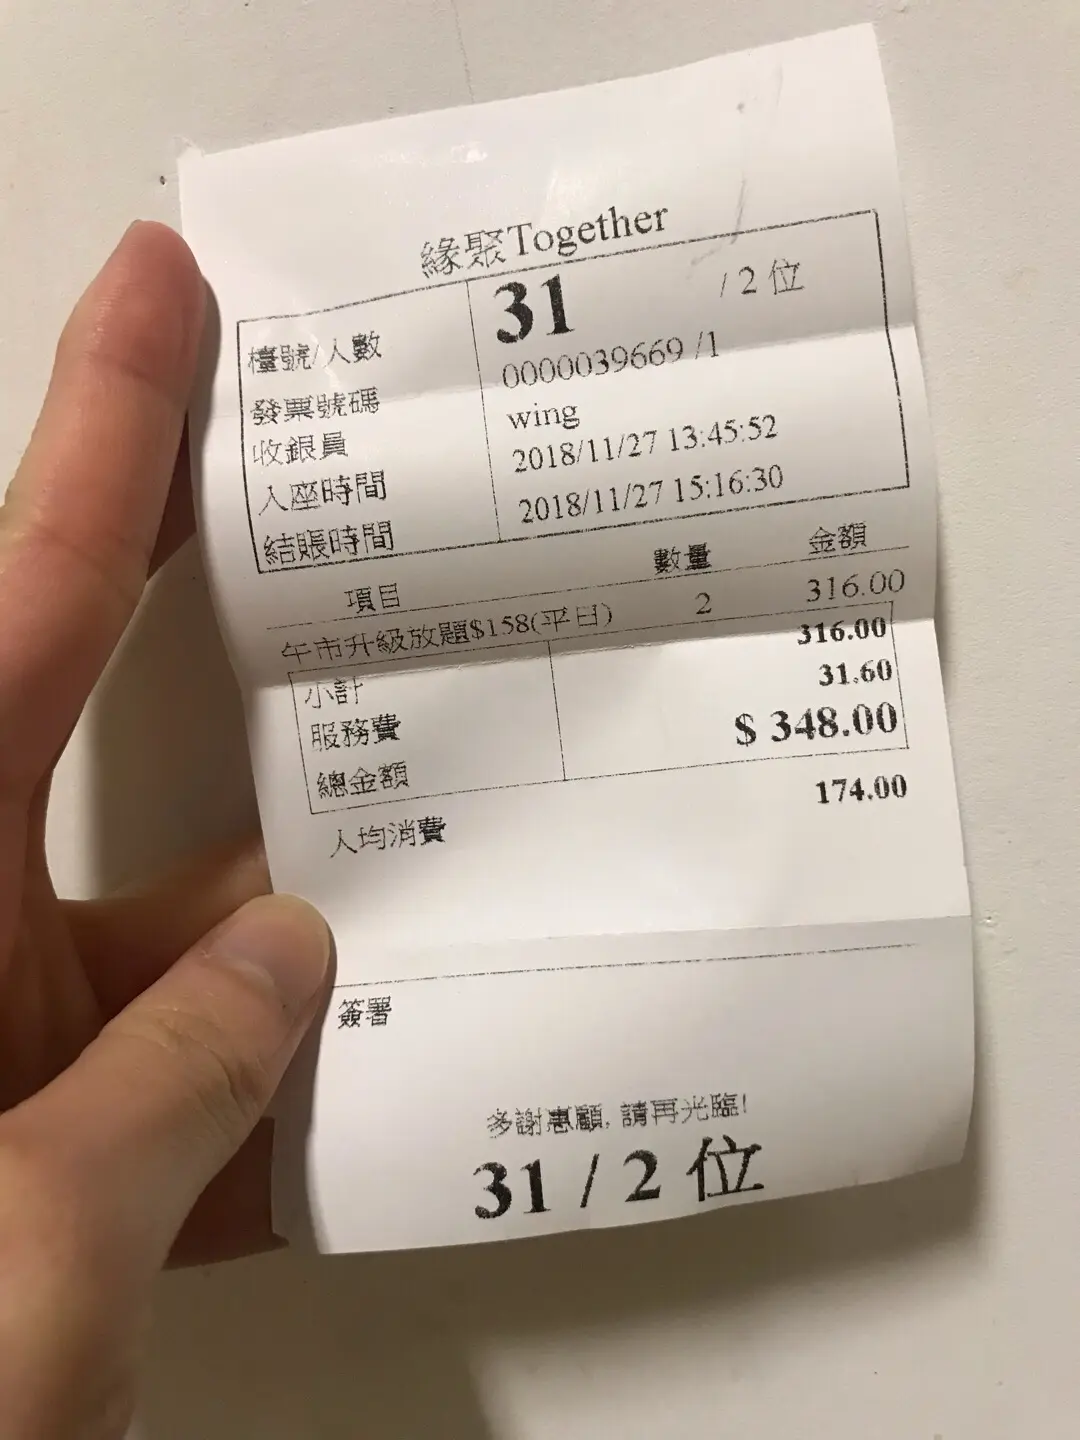 緣聚Together
檯號/人數 31 / 2 位
發票號碼 0000039669 /1
收銀員 wing
入座時間 2018/11/27 13:45:52
結賬時間 2018/11/27 15:16:30
項目 數量 金額
午市升級放題$158(平日) 2 316.00
小計 316.00
服務費 31.60
總金額 $ 348.00
人均消費 174.00
簽署
多謝惠顧, 請再光臨!
31 / 2 位